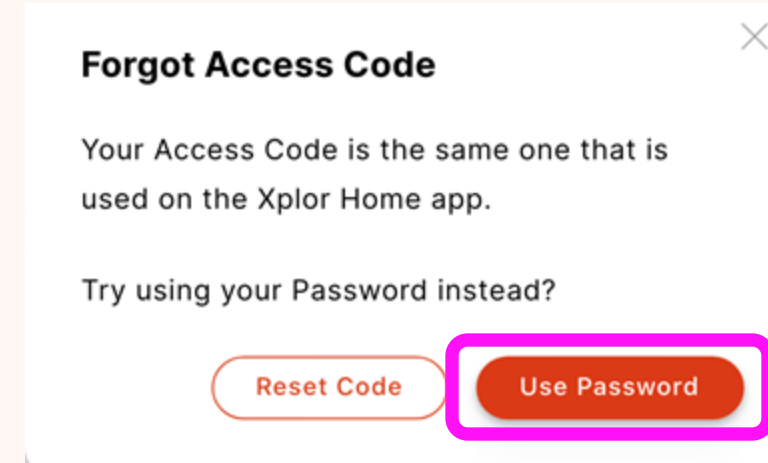 Forgot Access Code
Your Access Code is the same one that is
used on the Xplor Home app.
Try using your Password instead?
Reset Code
Use Password